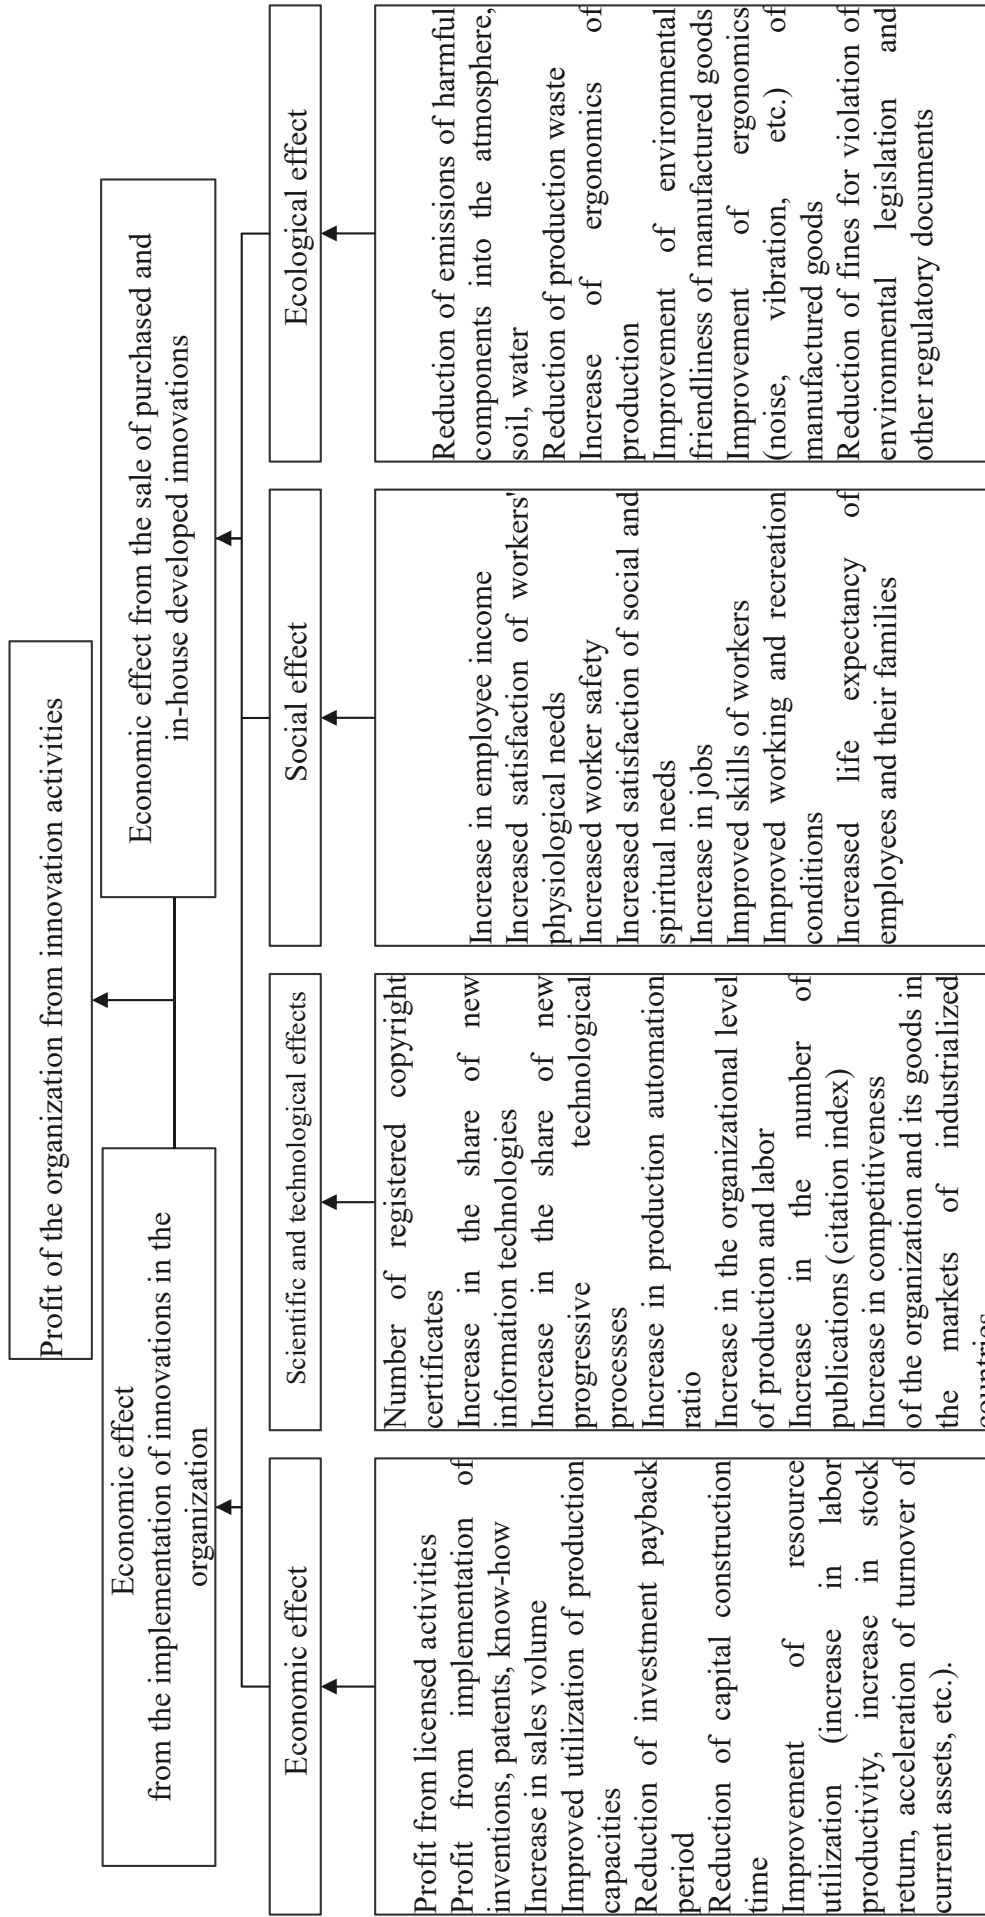 Profit of the organization from innovation activities
Economic effect
from the implementation of innovations in the
organization
Economic effect from the sale of purchased and
in-house developed innovations
Economic effect
Scientific and technological effects
Social effect
Ecological effect
Profit from licensed activities
Profit from implementation of
inventions, patents, know-how
Increase in sales volume
Improved utilization of production
capacities
Reduction of investment payback
period
Reduction of capital construction
time
Improvement of resource
utilization (increase in labor
productivity, increase in stock
return, acceleration of turnover of
current assets, etc.).
Number of registered copyright
certificates
Increase in the share of new
information technologies
Increase in the share of new
progressive technological
processes
Increase in production automation
ratio
Increase in the organizational level
of production and labor
Increase in the number of
publications (citation index)
Increase in competitiveness
of the organization and its goods in
the markets of industrialized
countries
Increase in employee income
Increased satisfaction of workers'
physiological needs
Increased worker safety
Increased satisfaction of social and
spiritual needs
Increase in jobs
Improved skills of workers
Improved working and recreation
conditions
Increased life expectancy of
employees and their families
Reduction of emissions of harmful
components into the atmosphere,
soil, water
Reduction of production waste
Increase of ergonomics of
production
Improvement of environmental
friendliness of manufactured goods
Improvement of ergonomics
(noise, vibration, etc.) of
manufactured goods
Reduction of fines for violation of
environmental legislation and
other regulatory documents